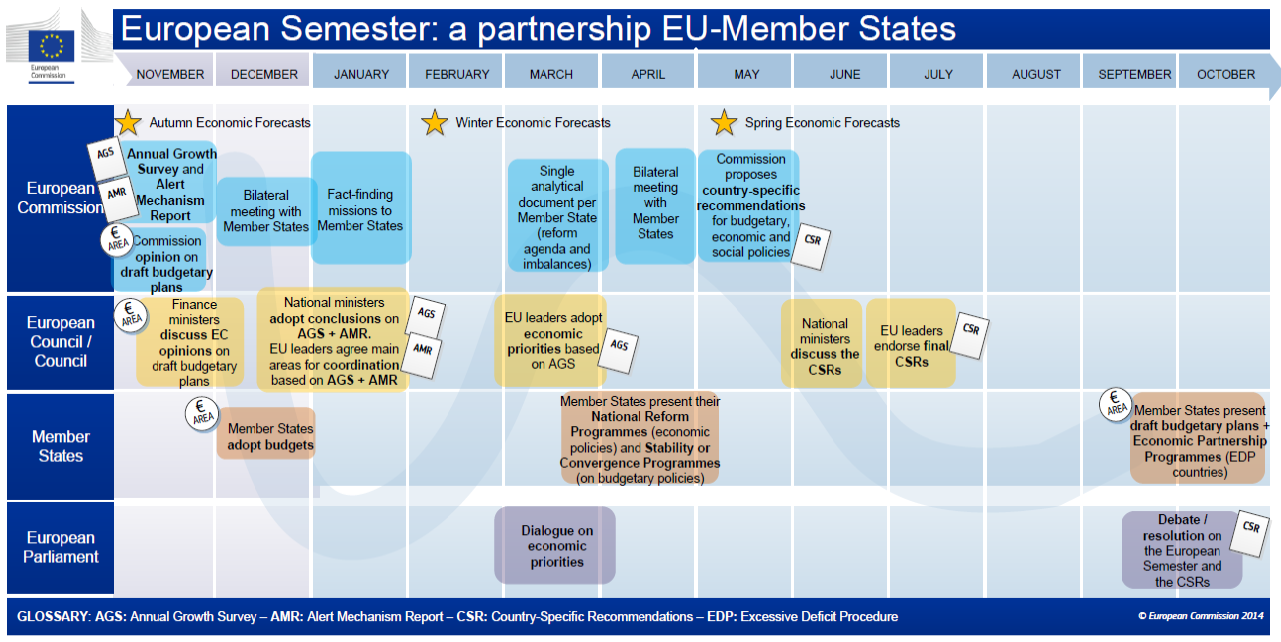 European Semester: a partnership EU-Member States
European
Commission
NOVEMBER
DECEMBER
JANUARY
FEBRUARY
MARCH
APRIL
MAY
JUNE
JULY
AUGUST
SEPTEMBER
OCTOBER
European
Commission
Autumn Economic Forecasts
Winter Economic Forecasts
Spring Economic Forecasts
AGS
AMR
Annual Growth
Survey and
Alert
Mechanism
Report
€
AREA
Commission
opinion on
draft budgetary
plans
Bilateral
meeting with
Member States
Fact-finding
missions to
Member States
Single
analytical
document per
Member State
(reform
agenda and
imbalances)
Bilateral
meeting with
Member
States
Commission
proposes
country-specific
recommendations
for budgetary,
economic and
social policies
CSR
European
Council /
Council
€
AREA
Finance
ministers
discuss EC
opinions on
draft budgetary
plans
National ministers
adopt conclusions on
AGS + AMR.
EU leaders agree main
areas for coordination
based on AGS + AMR
AGS
AMR
EU leaders adopt
economic
priorities based
on AGS
AGS
National
ministers
discuss the
CSRs
EU leaders
endorse final
CSRs
CSR
Member
States
€
AREA
Member States
adopt budgets
Member States present their
National Reform
Programmes (economic
policies) and Stability or
Convergence Programmes
(on budgetary policies)
€
AREA
Member States present
draft budgetary plans +
Economic Partnership
Programmes (EDP
countries)
European
Parliament
Dialogue on
economic
priorities
Debate /
resolution on
the European
Semester and
the CSRs
CSR
GLOSSARY: AGS: Annual Growth Survey – AMR: Alert Mechanism Report – CSR: Country-Specific Recommendations – EDP: Excessive Deficit Procedure
© European Commission 2014